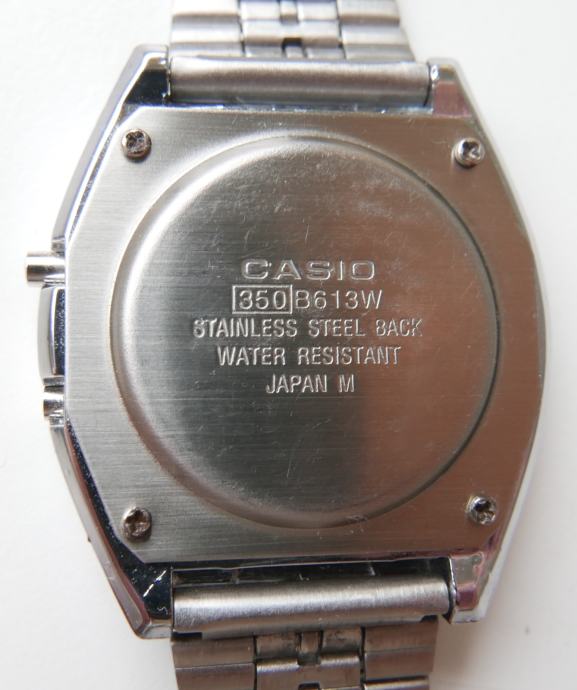 CASIO
350 B613W
STAINLESS STEEL BACK
WATER RESISTANT
JAPAN M